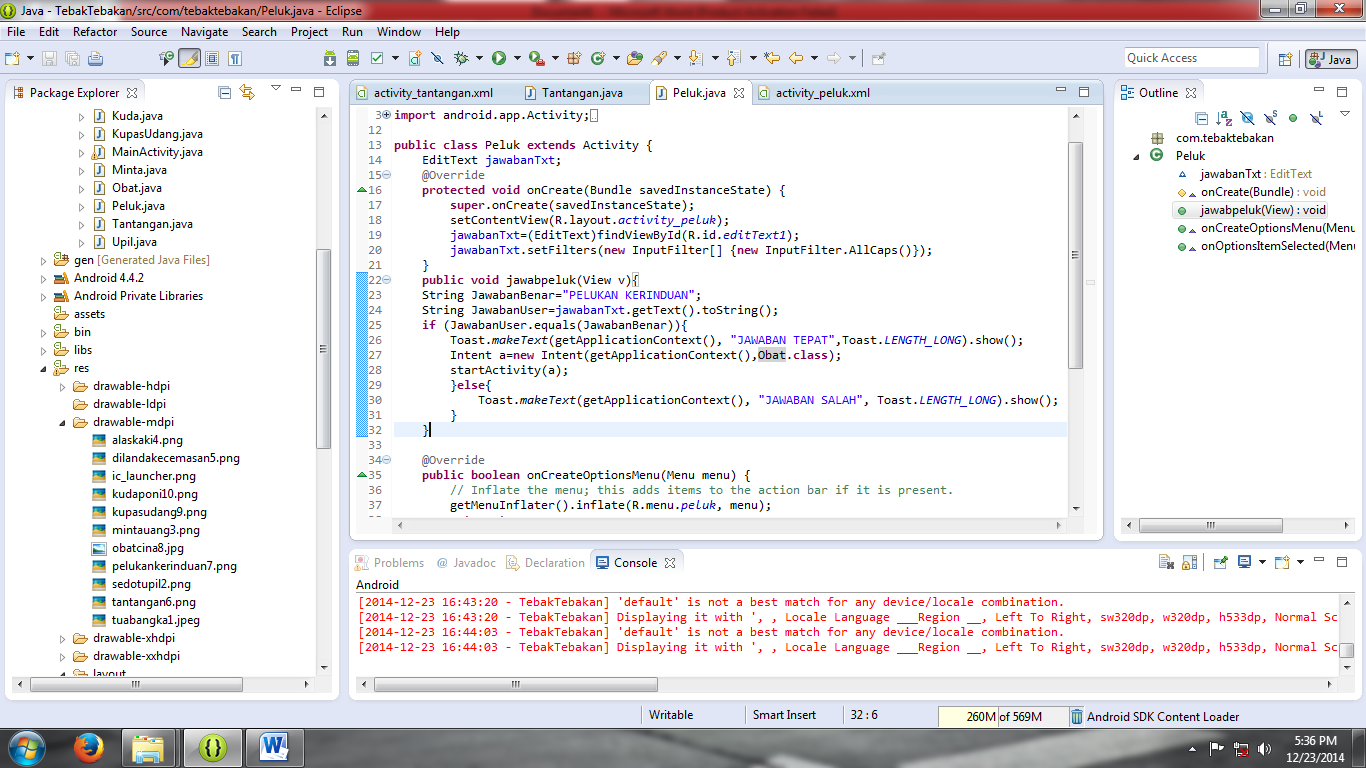 Java - TebakTebakan/src/com/tebaktebakan/Peluk.java - Eclipse
File Edit Refactor Source Navigate Search Project Run Window Help
Quick Access
Java
Package Explorer
Kuda.java
KupasUdang.java
MainActivity.java
Minta.java
Obat.java
Peluk.java
Tantangan.java
Upil.java
gen [Generated Java Files]
Android 4.4.2
Android Private Libraries
assets
bin
libs
res
drawable-hdpi
drawable-ldpi
drawable-mdpi
alaskaki4.png
dilandakecemasan5.png
ic_launcher.png
kudaponi10.png
kupasudang9.png
mintauang3.png
obatcina8.jpg
pelukankerinduan7.png
sedotupil2.png
tantangan6.png
tuabangka1.jpeg
drawable-xhdpi
drawable-xxhdpi
layout
activity_tantangan.xml Tantangan.java Peluk.java activity_peluk.xml
3 import android.app.Activity;
12
13 public class Peluk extends Activity {
14 EditText jawabanTxt;
15 @Override
16 protected void onCreate(Bundle savedInstanceState) {
17 super.onCreate(savedInstanceState);
18 setContentView(R.layout.activity_peluk);
19 jawabanTxt=(EditText)findViewById(R.id.editText1);
20 jawabanTxt.setFilters(new InputFilter[] {new InputFilter.AllCaps()});
21 }
22 public void jawabpeluk(View v){
23 String JawabanBenar="PELUKAN KERINDUAN";
24 String JawabanUser=jawabanTxt.getText().toString();
25 if (JawabanUser.equals(JawabanBenar)){
26 Toast.makeText(getApplicationContext(), "JAWABAN TEPAT",Toast.LENGTH_LONG).show();
27 Intent a=new Intent(getApplicationContext(),Obat.class);
28 startActivity(a);
29 }else{
30 Toast.makeText(getApplicationContext(), "JAWABAN SALAH", Toast.LENGTH_LONG).show();
31 }
32 }
33
34 @Override
35 public boolean onCreateOptionsMenu(Menu menu) {
36 // Inflate the menu; this adds items to the action bar if it is present.
37 getMenuInflater().inflate(R.menu.peluk, menu);
Outline
com.tebaktebakan
Peluk
jawabanTxt : EditText
onCreate(Bundle) : void
jawabpeluk(View) : void
onCreateOptionsMenu(Menu
onOptionsItemSelected(Menu
Problems @ Javadoc Declaration Console
Android
[2014-12-23 16:43:20 - TebakTebakan] 'default' is not a best match for any device/locale combination.
[2014-12-23 16:43:20 - TebakTebakan] Displaying it with ', , Locale Language ___Region __, Left To Right, sw320dp, w320dp, h533dp, Normal Sc
[2014-12-23 16:44:03 - TebakTebakan] 'default' is not a best match for any device/locale combination.
[2014-12-23 16:44:03 - TebakTebakan] Displaying it with ', , Locale Language ___Region __, Left To Right, sw320dp, w320dp, h533dp, Normal Sc
Writable Smart Insert 32 : 6 260M of 569M Android SDK Content Loader
5:36 PM
12/23/2014